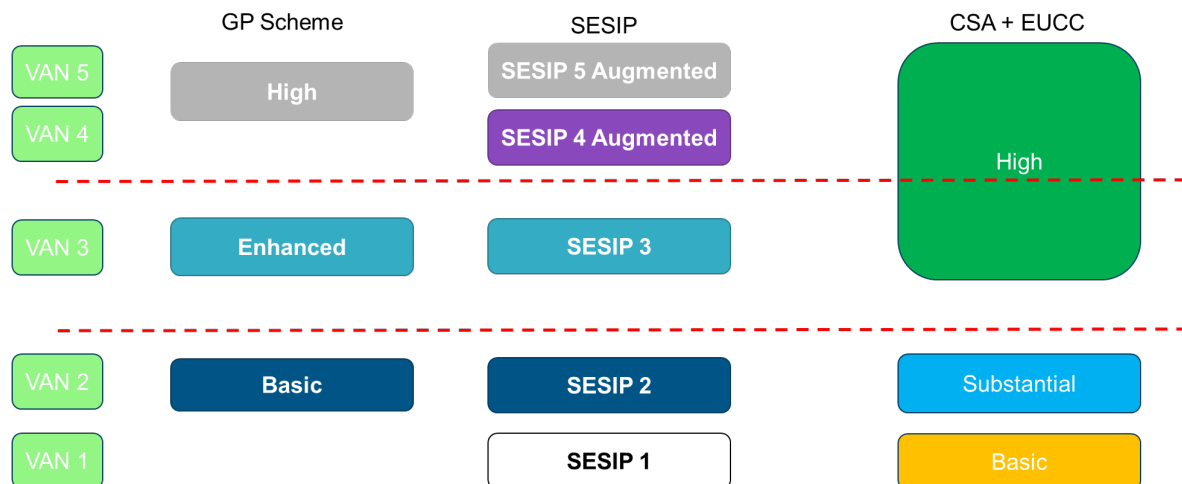 GP Scheme
SESIP
CSA + EUCC
VAN 5
High
SESIP 5 Augmented
VAN 4
SESIP 4 Augmented
High
VAN 3
Enhanced
SESIP 3
VAN 2
Basic
SESIP 2
Substantial
VAN 1
SESIP 1
Basic